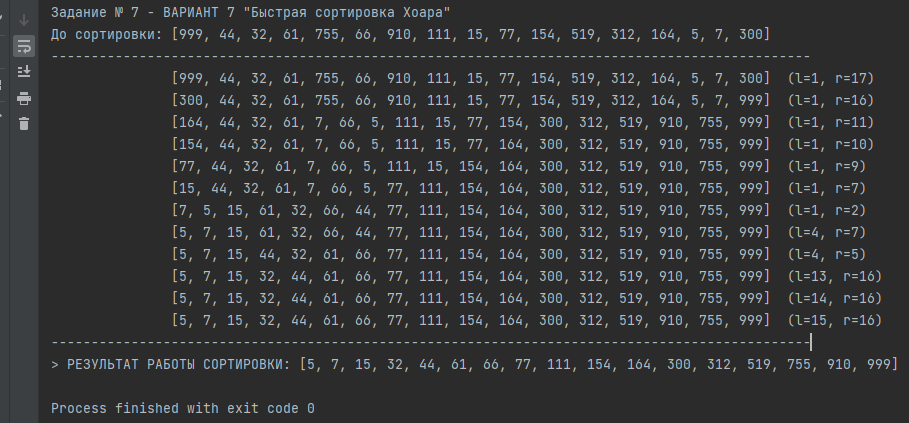 Задание № 7 - ВАРИАНТ 7 "Быстрая сортировка Хоара"
До сортировки: [999, 44, 32, 61, 755, 66, 910, 111, 15, 77, 154, 519, 312, 164, 5, 7, 300]
-----------------------------------------------------------------------------------------------
[999, 44, 32, 61, 755, 66, 910, 111, 15, 77, 154, 519, 312, 164, 5, 7, 300]  (l=1, r=17)
[300, 44, 32, 61, 755, 66, 910, 111, 15, 77, 154, 519, 312, 164, 5, 7, 999]  (l=1, r=16)
[164, 44, 32, 61, 7, 66, 5, 111, 15, 77, 154, 300, 312, 519, 910, 755, 999]  (l=1, r=11)
[154, 44, 32, 61, 7, 66, 5, 111, 15, 77, 164, 300, 312, 519, 910, 755, 999]  (l=1, r=10)
[77, 44, 32, 61, 7, 66, 5, 111, 15, 154, 164, 300, 312, 519, 910, 755, 999]  (l=1, r=9)
[15, 44, 32, 61, 7, 66, 5, 77, 111, 154, 164, 300, 312, 519, 910, 755, 999]  (l=1, r=7)
[7, 5, 15, 61, 32, 66, 44, 77, 111, 154, 164, 300, 312, 519, 910, 755, 999]  (l=1, r=2)
[5, 7, 15, 61, 32, 66, 44, 77, 111, 154, 164, 300, 312, 519, 910, 755, 999]  (l=4, r=7)
[5, 7, 15, 44, 32, 61, 66, 77, 111, 154, 164, 300, 312, 519, 910, 755, 999]  (l=4, r=5)
[5, 7, 15, 32, 44, 61, 66, 77, 111, 154, 164, 300, 312, 519, 910, 755, 999]  (l=13, r=16)
[5, 7, 15, 32, 44, 61, 66, 77, 111, 154, 164, 300, 312, 519, 910, 755, 999]  (l=14, r=16)
[5, 7, 15, 32, 44, 61, 66, 77, 111, 154, 164, 300, 312, 519, 910, 755, 999]  (l=15, r=16)
-----------------------------------------------------------------------------------------------
> РЕЗУЛЬТАТ РАБОТЫ СОРТИРОВКИ: [5, 7, 15, 32, 44, 61, 66, 77, 111, 154, 164, 300, 312, 519, 755, 910, 999]
Process finished with exit code 0